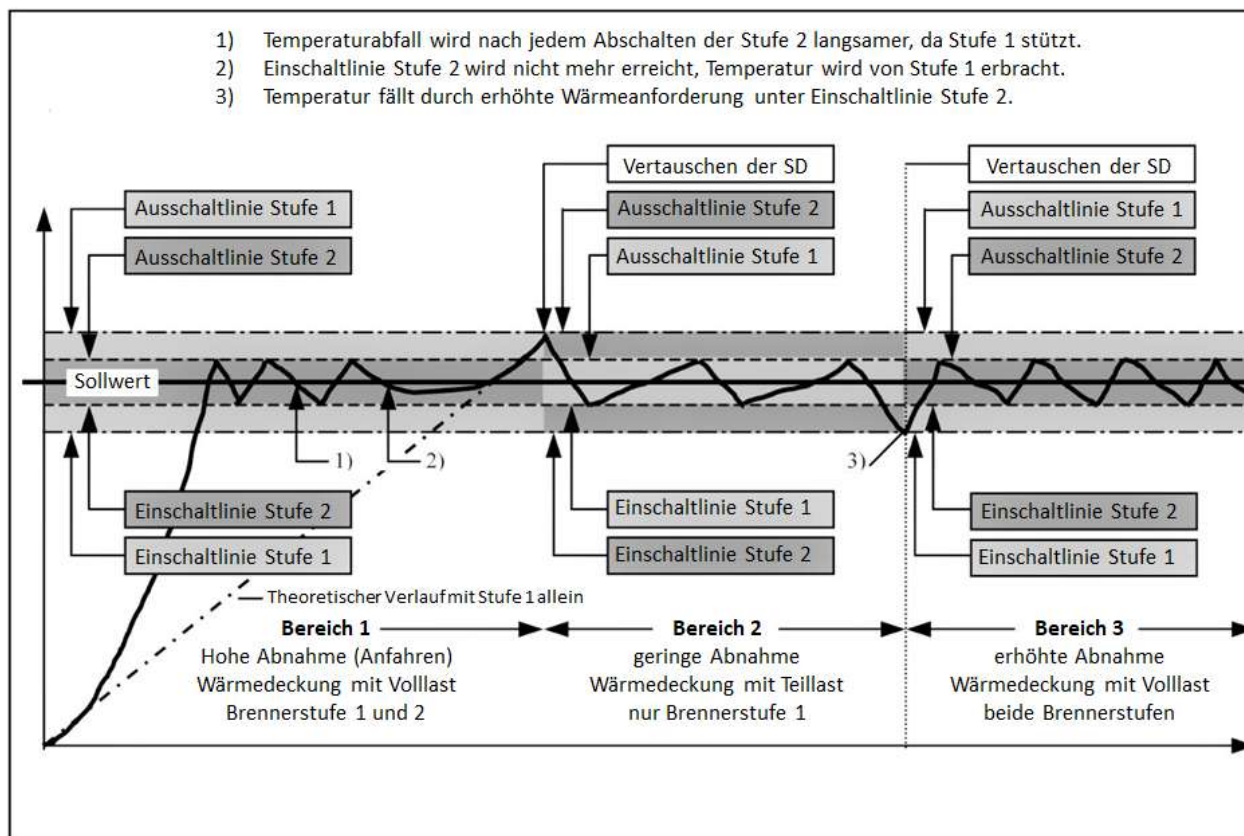 1) Temperaturabfall wird nach jedem Abschalten der Stufe 2 langsamer, da Stufe 1 stützt.
2) Einschaltlinie Stufe 2 wird nicht mehr erreicht, Temperatur wird von Stufe 1 erbracht.
3) Temperatur fällt durch erhöhte Wärmeanforderung unter Einschaltlinie Stufe 2.
Vertauschen der SD
Vertauschen der SD
Ausschaltlinie Stufe 1
Ausschaltlinie Stufe 2
Ausschaltlinie Stufe 1
Ausschaltlinie Stufe 2
Ausschaltlinie Stufe 1
Ausschaltlinie Stufe 2
Sollwert
1)
2)
3)
Einschaltlinie Stufe 2
Einschaltlinie Stufe 1
Einschaltlinie Stufe 2
Einschaltlinie Stufe 1
Einschaltlinie Stufe 2
Einschaltlinie Stufe 1
Theoretischer Verlauf mit Stufe 1 allein
Bereich 1
Hohe Abnahme (Anfahren)
Wärmedeckung mit Volllast
Brennerstufe 1 und 2
Bereich 2
geringe Abnahme
Wärmedeckung mit Teillast
nur Brennerstufe 1
Bereich 3
erhöhte Abnahme
Wärmedeckung mit Volllast
beide Brennerstufen